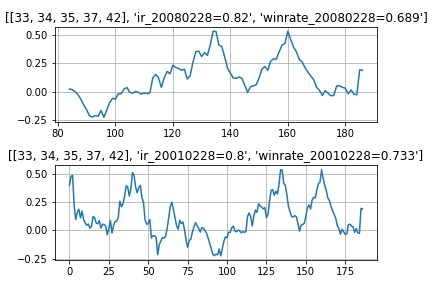 [[33, 34, 35, 37, 42], 'ir_20080228=0.82', 'winrate_20080228=0.689']
0.50
0.25
0.00
−0.25
80 100 120 140 160 180
[[33, 34, 35, 37, 42], 'ir_20010228=0.8', 'winrate_20010228=0.733']
0.50
0.25
0.00
−0.25
0 25 50 75 100 125 150 175